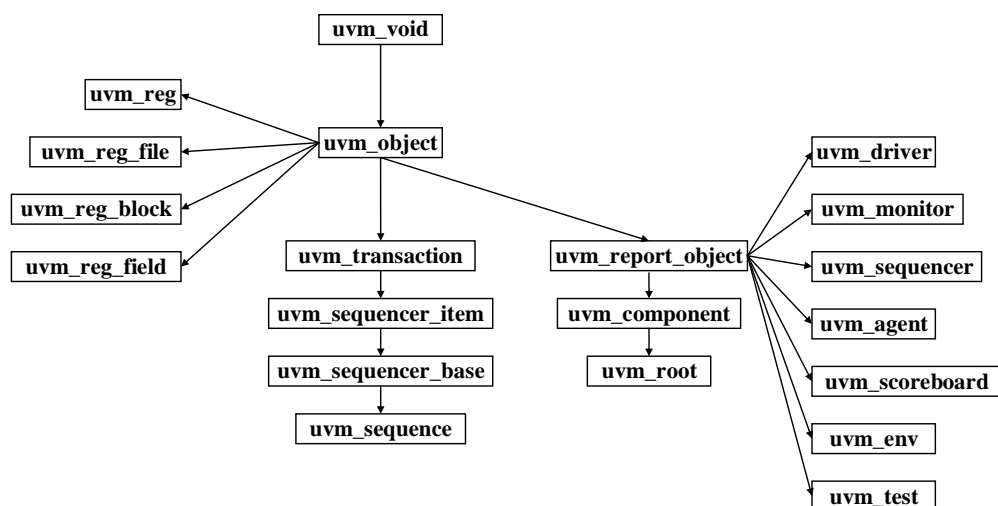 uvm_void
uvm_reg
uvm_object
uvm_driver
uvm_reg_file
uvm_reg_block
uvm_monitor
uvm_reg_field
uvm_transaction
uvm_report_object
uvm_sequencer
uvm_sequencer_item
uvm_component
uvm_agent
uvm_sequencer_base
uvm_root
uvm_scoreboard
uvm_sequence
uvm_env
uvm_test